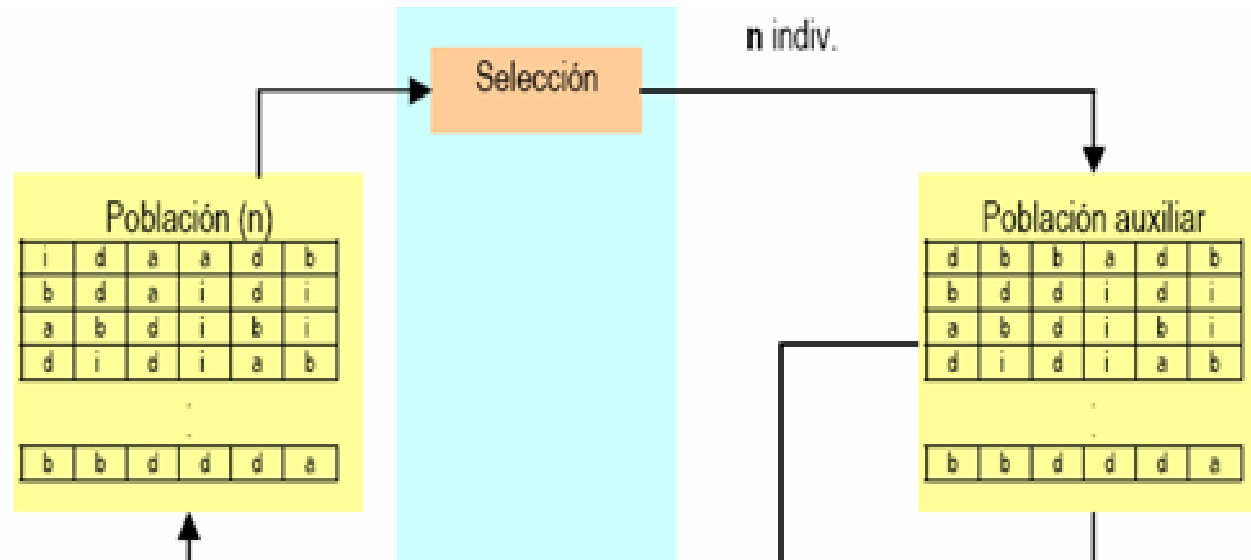 n indiv.
Selección
Población (n)
i d a a d b
b d a i d i
a b d i b i
d i d i a b
.
.
b b d d d a
Población auxiliar
d b b a d b
b d d i d i
a b d i b i
d i d i a b
.
.
b b d d d a